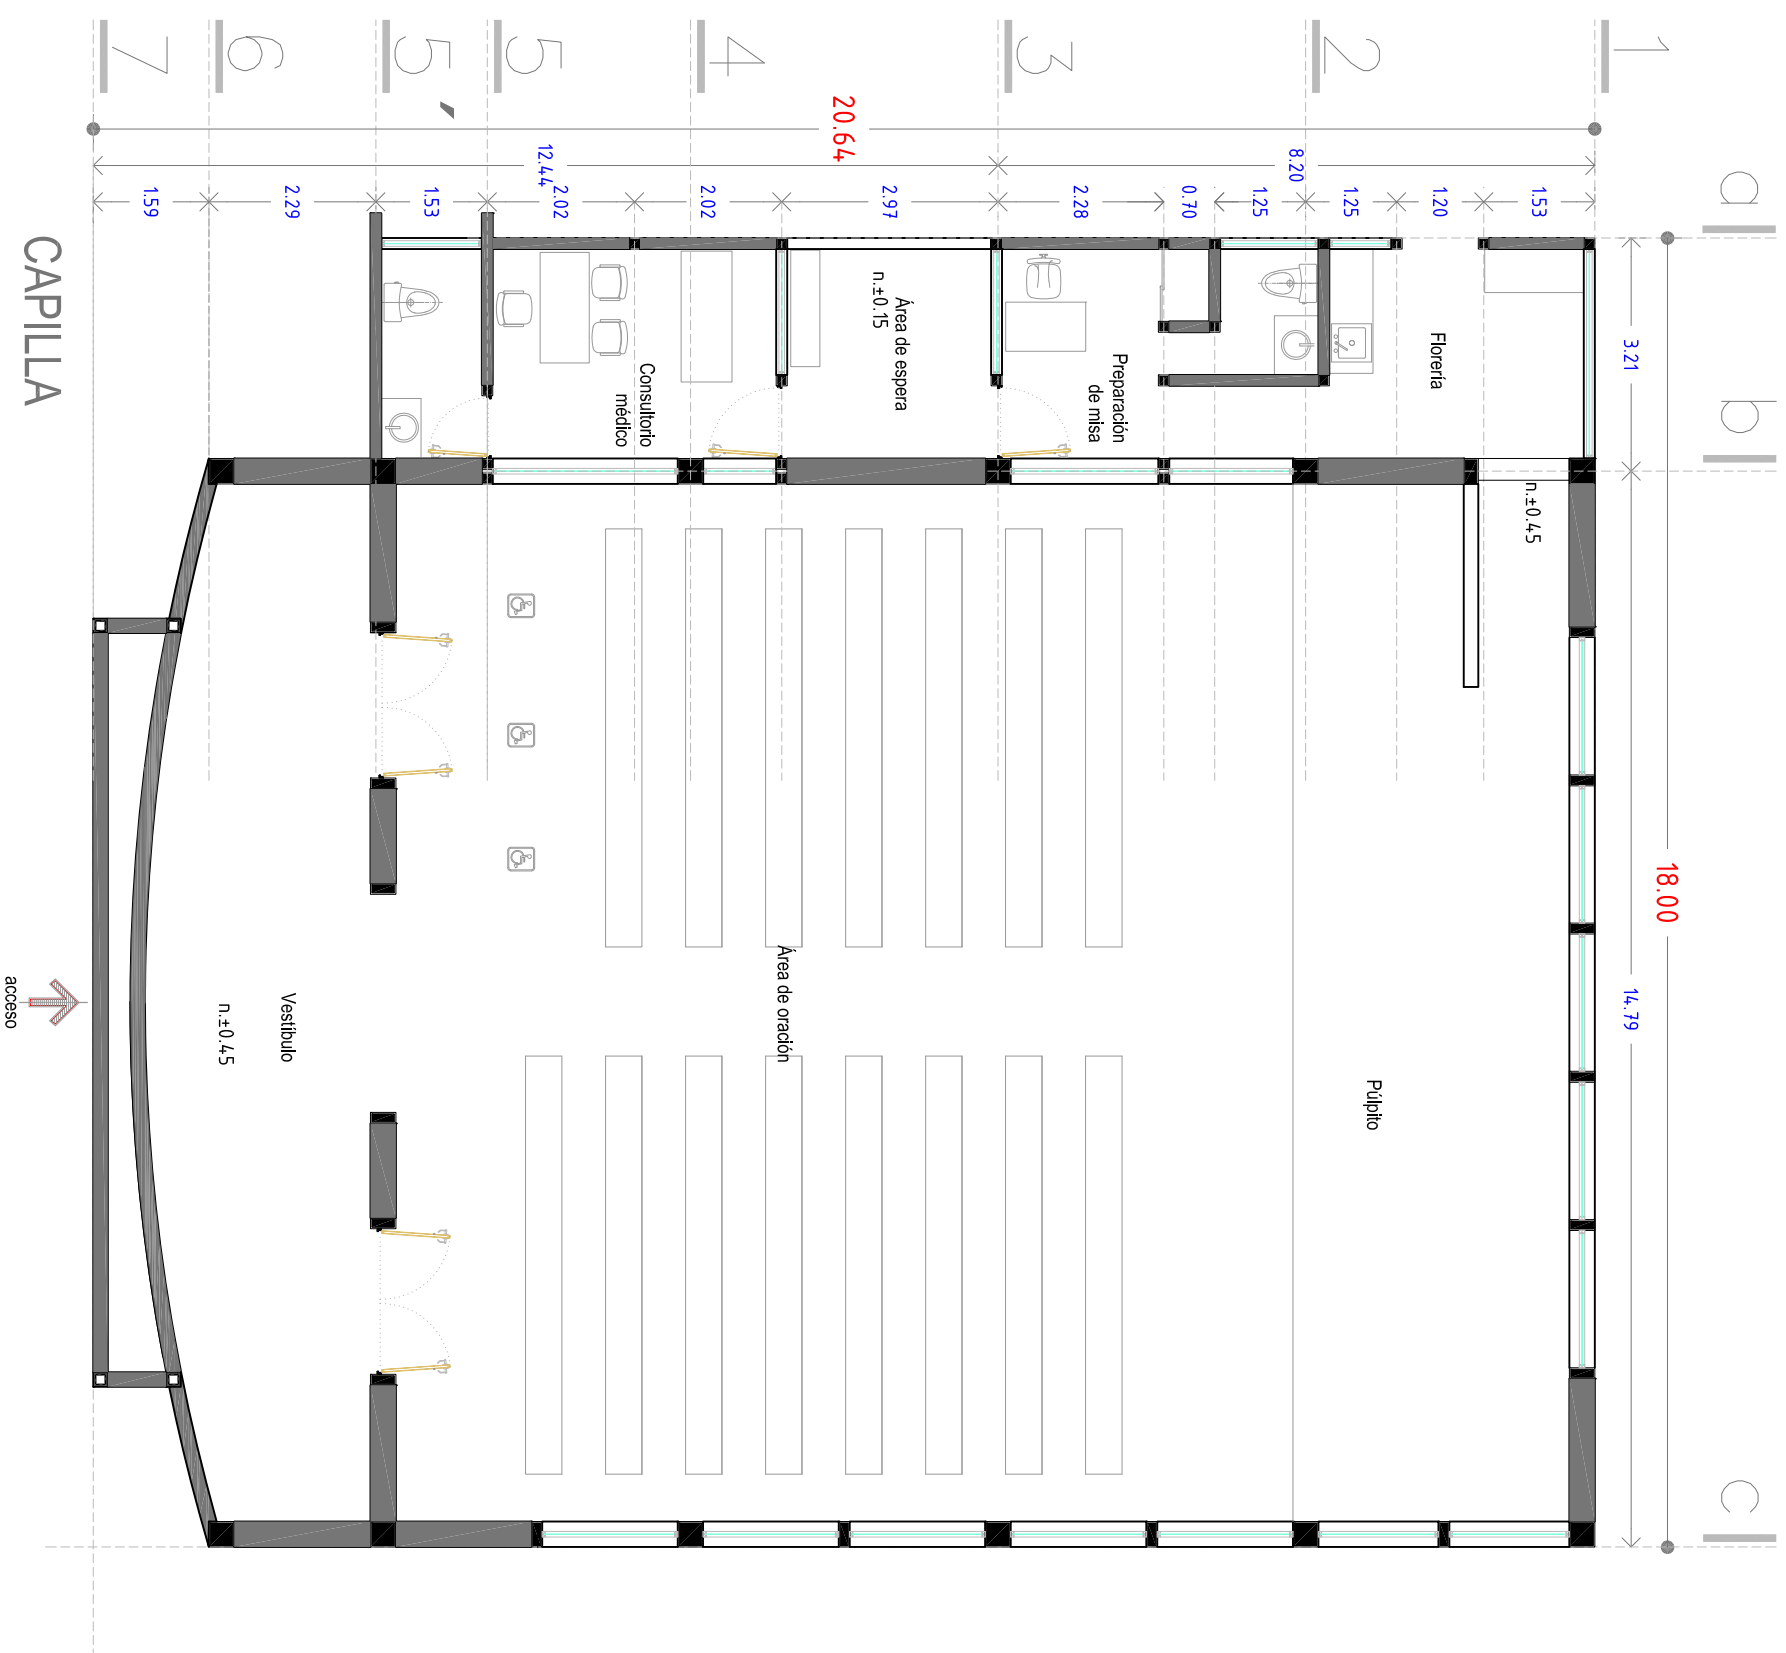 a
b
c
1
2
3
4
5
5´
6
7
18.00
3.21
14.79
20.64
8.20
12.44
1.53
1.20
1.25
1.25
0.70
2.28
2.97
2.02
2.02
1.53
2.29
1.59
Florería
n.±0.45
Preparación
de misa
Área de espera
n.±0.15
Consultorio
médico
Púlpito
Área de oración
Vestíbulo
n.±0.45
acceso
CAPILLA